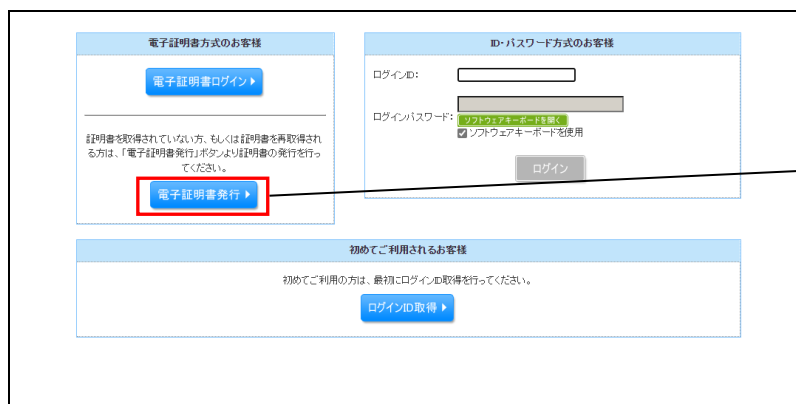 電子証明書方式のお客様
電子証明書ログイン
証明書を取得されていない方、もしくは証明書を再取得され
る方は、「電子証明書発行」ボタンより証明書の発行を行っ
てください。
電子証明書発行
ID・パスワード方式のお客様
ログインID:
ログインパスワード:
ソフトウェアキーボードを開く
ソフトウェアキーボードを使用
ログイン
初めてご利用されるお客様
初めてご利用の方は、最初にログインID取得を行ってください。
ログインID取得